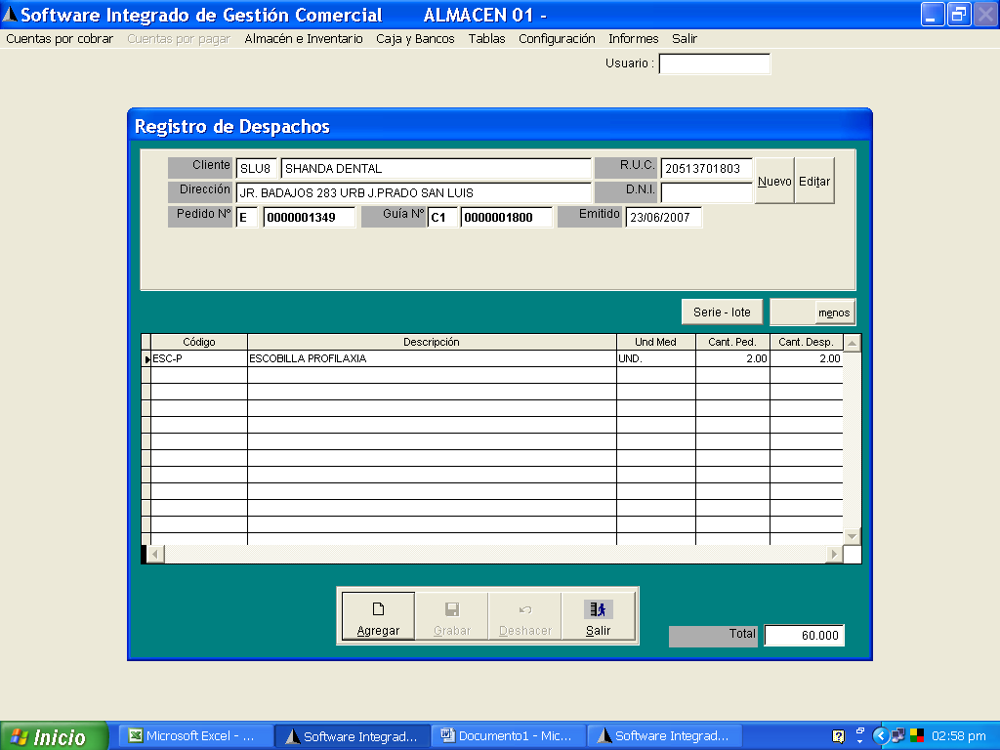 Software Integrado de Gestión Comercial ALMACEN 01 -
Cuentas por cobrar Cuentas por pagar Almacén e Inventario Caja y Bancos Tablas Configuración Informes Salir
Usuario :
Registro de Despachos
Cliente SLU8 SHANDA DENTAL R.U.C. 20513701803
Nuevo Editar
Dirección JR. BADAJOS 283 URB J.PRADO SAN LUIS D.N.I.
Pedido Nº E 0000001349 Guía Nº C1 0000001800 Emitido 23/06/2007
Serie - lote menos
Código Descripción Und Med Cant. Ped. Cant. Desp.
ESC-P ESCOBILLA PROFILAXIA UND. 2.00 2.00
Agregar Grabar Deshacer Salir
Total 60.000
Inicio Microsoft Excel - ... Software Integrad... Documento1 - Mic... Software Integrad... 02:58 pm